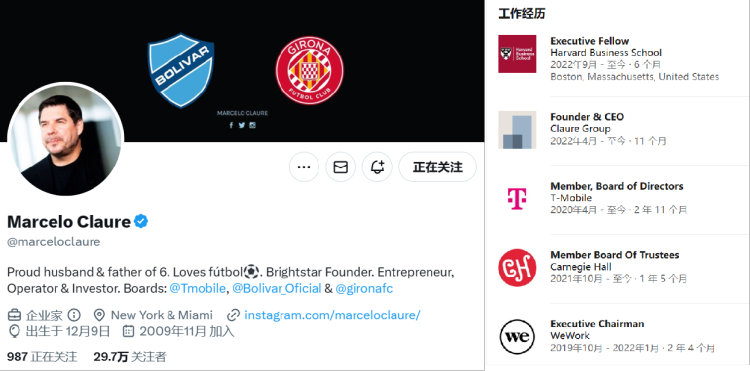 BOLIVAR
GIRONA
FUTBOL CLUB
MARCELO CLAURE
正在关注
Marcelo Claure
@marceloclaure
Proud husband & father of 6. Loves fútbol⚽. Brightstar Founder. Entrepreneur,
Operator & Investor. Boards: @Tmobile, @Bolivar_Oficial & @gironafc
企业家 New York & Miami instagram.com/marceloclaure/
出生于 12月9日 2009年11月 加入
987 正在关注 29.7万 关注者
工作经历
Executive Fellow
Harvard Business School
2022年9月 - 至今 · 6 个月
Boston, Massachusetts, United States
Founder & CEO
Claure Group
2022年4月 - 至今 · 11 个月
Member, Board of Directors
T-Mobile
2020年4月 - 至今 · 2 年 11 个月
Member Board Of Trustees
Carnegie Hall
2021年10月 - 至今 · 1 年 5 个月
CH
Executive Chairman
WeWork
2019年10月 - 2022年1月 · 2 年 4 个月
we